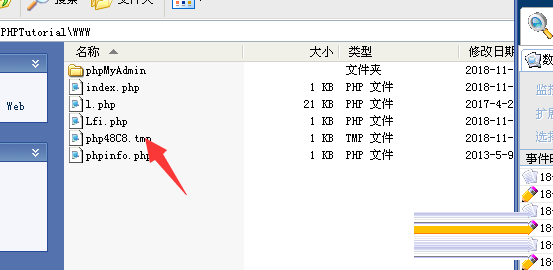 搜索 文件夹
PHPTutorial\WWW
名称 大小 类型 修改日期
phpMyAdmin 文件夹 2018-11-
index.php 1 KB PHP 文件 2018-11-
l.php 21 KB PHP 文件 2017-4-2
Lfi.php 1 KB PHP 文件 2018-11-
php48C8.tmp 1 KB TMP 文件 2018-11-
phpinfo.php 1 KB PHP 文件 2013-5-9
Web
数
监
扩展
选择
事件时
18-
18-
18-
18-
18-
18-